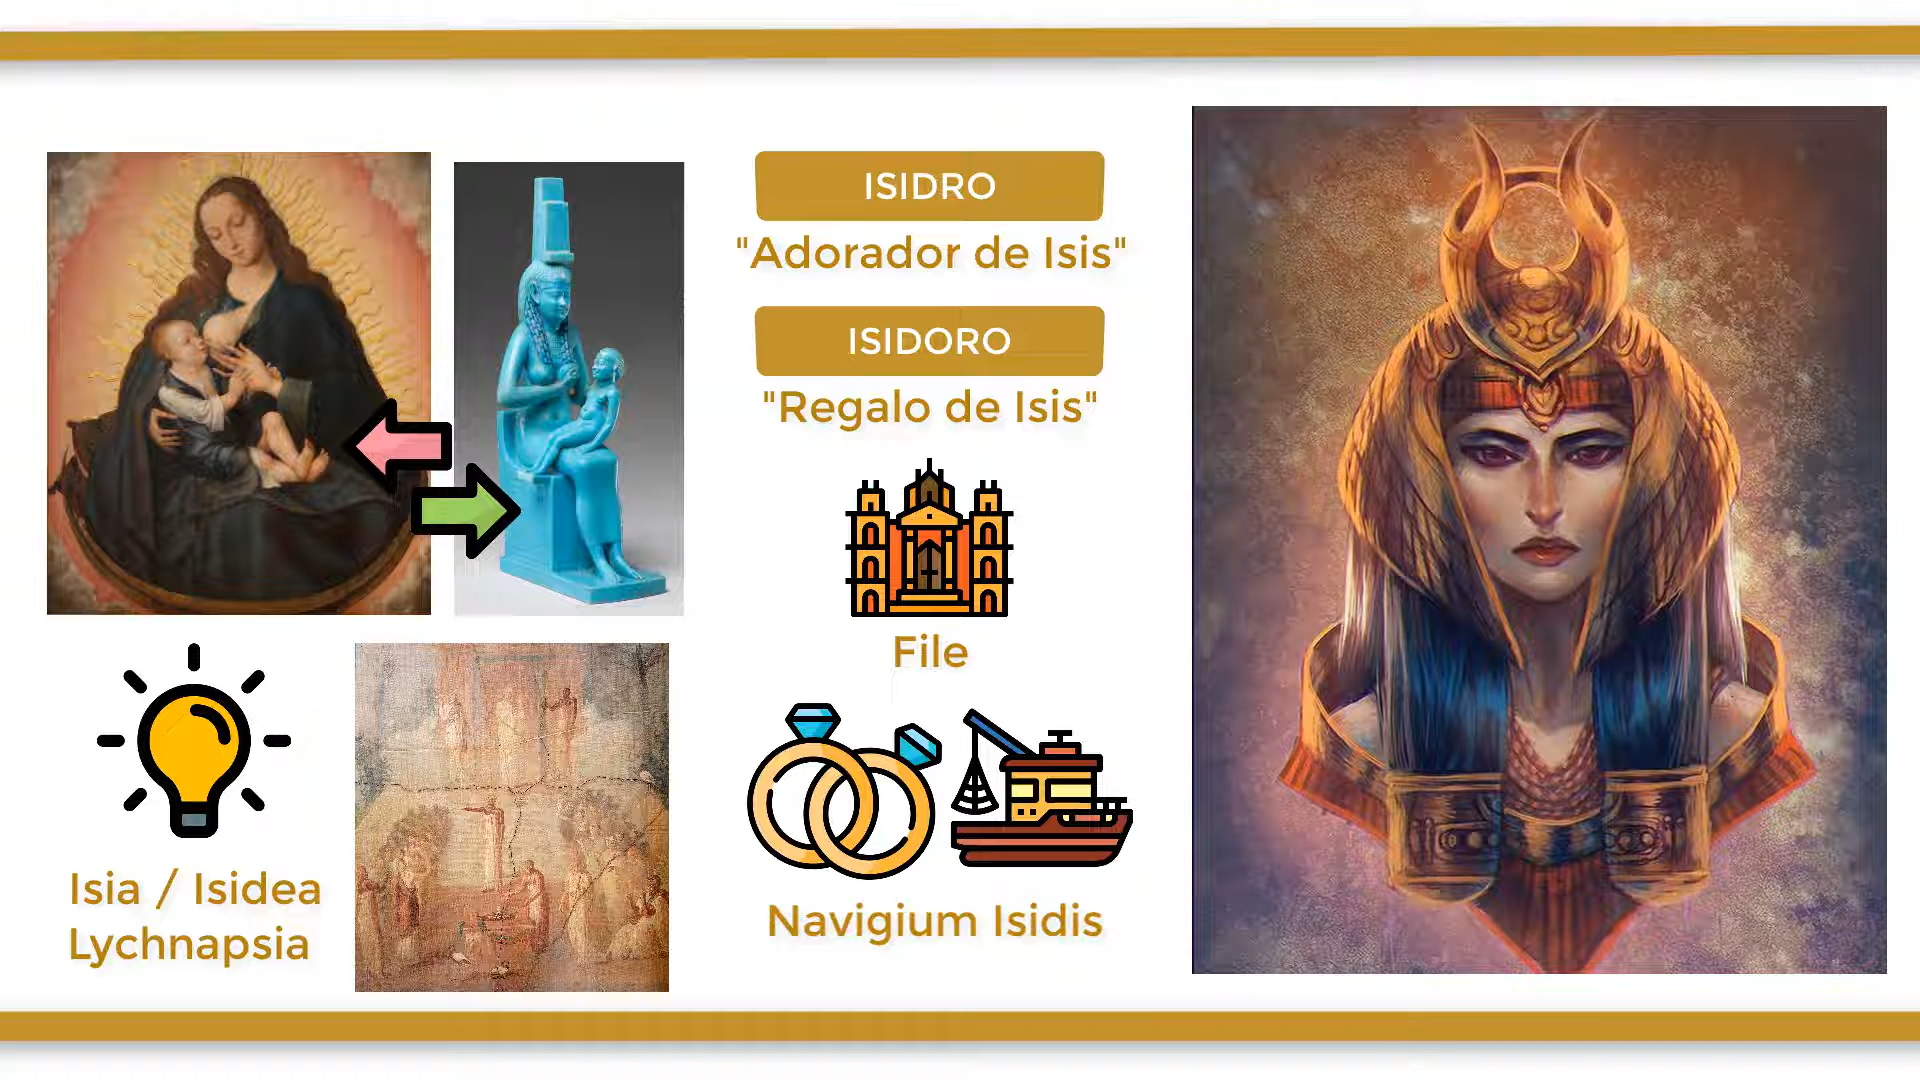 ISIDRO
"Adorador de Isis"
ISIDORO
"Regalo de Isis"
File
Isia / Isidea
Lychnapsia
Navigium Isidis